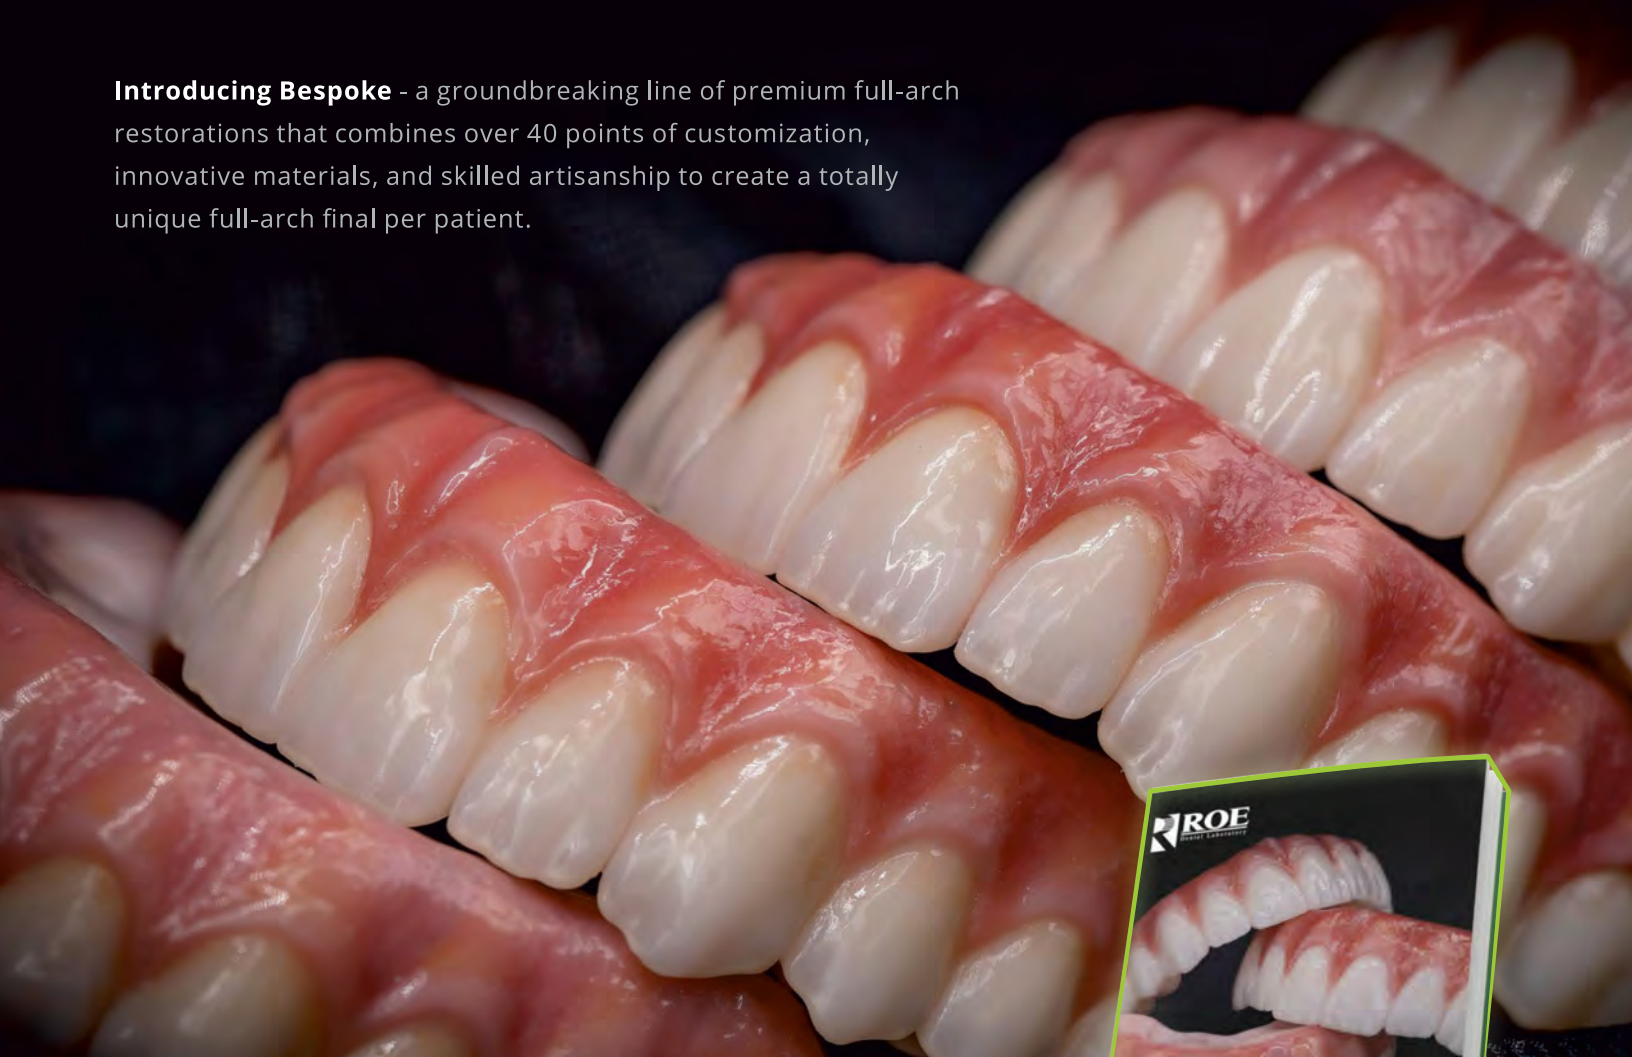 Introducing Bespoke - a groundbreaking line of premium full-arch
restorations that combines over 40 points of customization,
innovative materials, and skilled artisanship to create a totally
unique full-arch final per patient.
ROE
Dental Laboratory